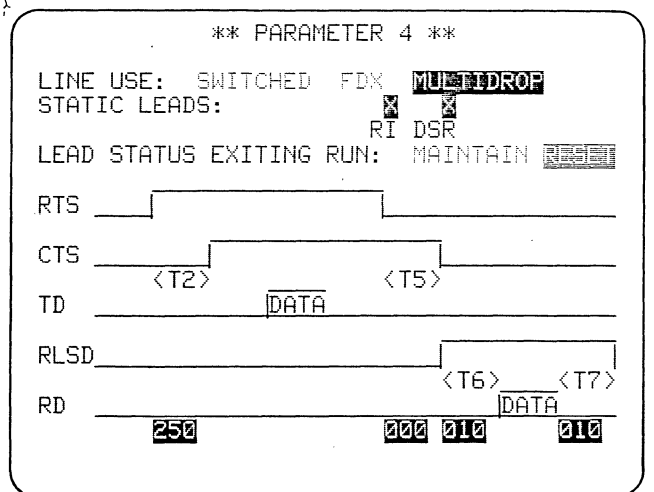 ** PARAMETER 4 **
LINE USE: SWITCHED FDX MULTIDROP
STATIC LEADS: X X
RI DSR
LEAD STATUS EXITING RUN: MAINTAIN RESET
RTS
CTS
<T2> <T5>
TD DATA
RLSD
<T6> <T7>
RD DATA
250 000 010 010